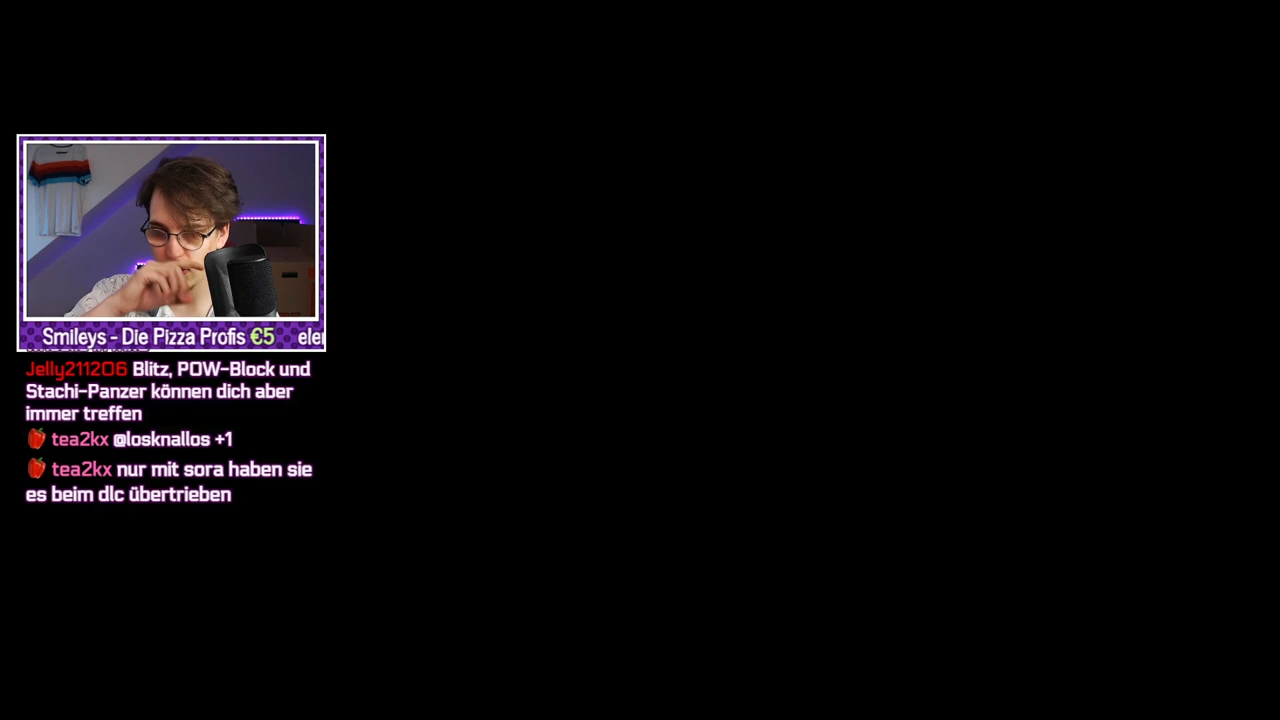 Smileys - Die Pizza Profis €5 eler
Jelly211206 Blitz, POW-Block und
Stachi-Panzer können dich aber
immer treffen
tea2kx @losknallos +1
tea2kx nur mit sora haben sie
es beim dlc übertrieben